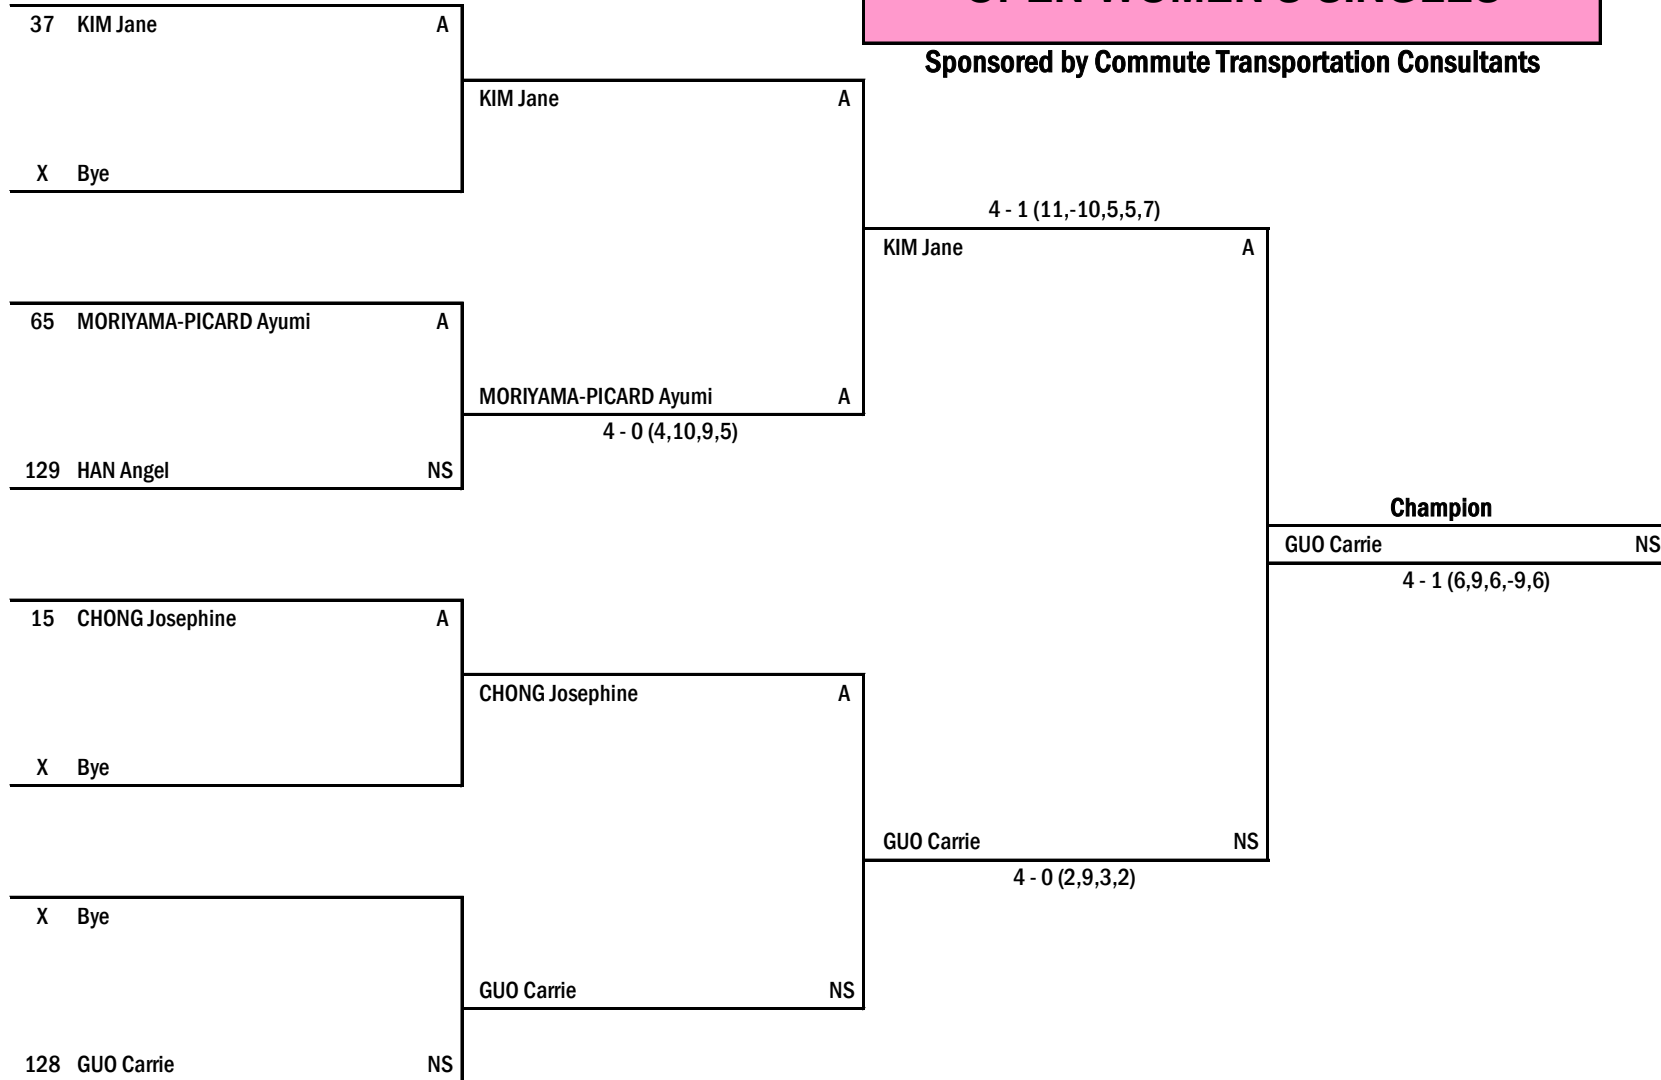 37 KIM Jane A
Sponsored by Commute Transportation Consultants
KIM Jane A
X Bye
4 - 1 (11,-10,5,5,7)
KIM Jane A
65 MORIYAMA-PICARD Ayumi A
MORIYAMA-PICARD Ayumi A
4 - 0 (4,10,9,5)
129 HAN Angel NS
Champion
GUO Carrie NS
4 - 1 (6,9,6,-9,6)
15 CHONG Josephine A
CHONG Josephine A
X Bye
GUO Carrie NS
4 - 0 (2,9,3,2)
X Bye
GUO Carrie NS
128 GUO Carrie NS